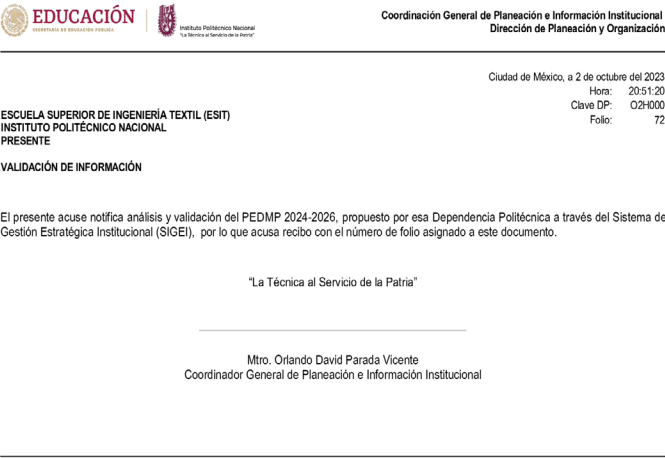 EDUCACIÓN
SECRETARÍA DE EDUCACIÓN PÚBLICA
Instituto Politécnico Nacional
"La Técnica al Servicio de la Patria"
Coordinación General de Planeación e Información Institucional
Dirección de Planeación y Organización
Ciudad de México, a 2 de octubre del 2023
Hora: 20:51:20
Clave DP: O2H000
Folio: 72
ESCUELA SUPERIOR DE INGENIERÍA TEXTIL (ESIT)
INSTITUTO POLITÉCNICO NACIONAL
PRESENTE
VALIDACIÓN DE INFORMACIÓN
El presente acuse notifica análisis y validación del PEDMP 2024-2026, propuesto por esa Dependencia Politécnica a través del Sistema de
Gestión Estratégica Institucional (SIGEI), por lo que acusa recibo con el número de folio asignado a este documento.
“La Técnica al Servicio de la Patria”
Mtro. Orlando David Parada Vicente
Coordinador General de Planeación e Información Institucional